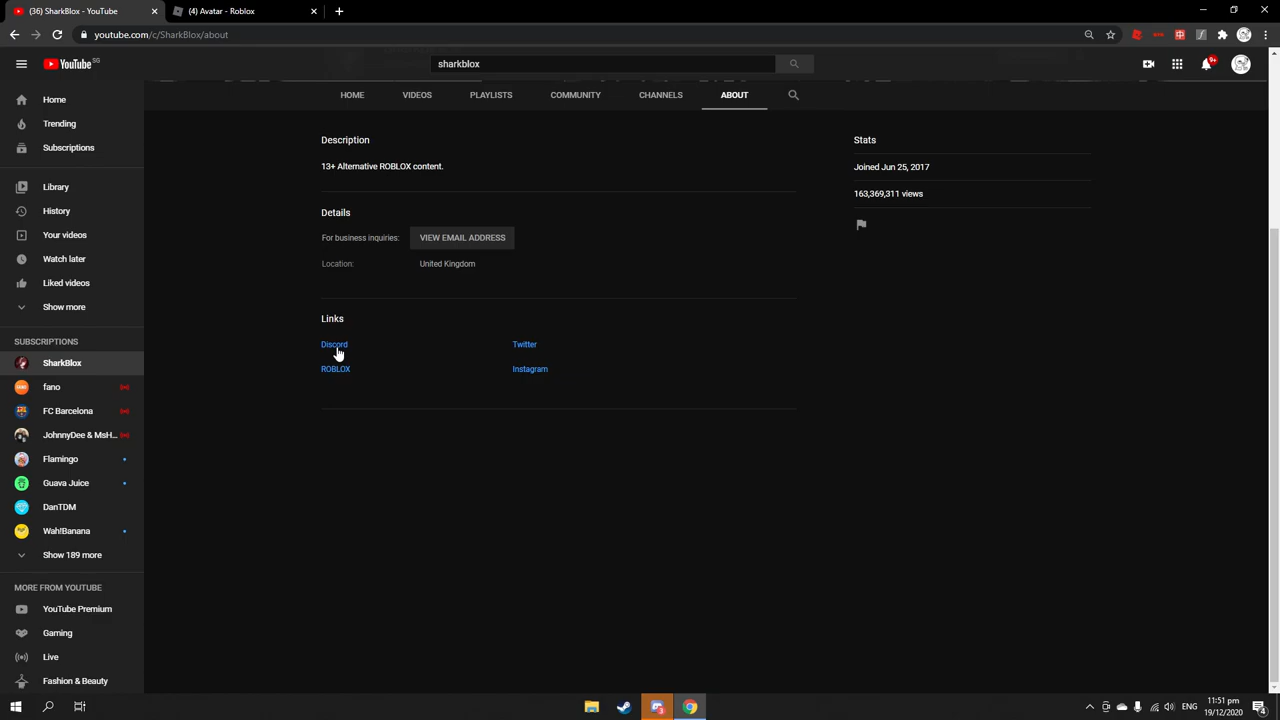 (36) SharkBlox - YouTube
(4) Avatar - Roblox
youtube.com/c/SharkBlox/about
YouTube SG
sharkblox
9+
HOME
VIDEOS
PLAYLISTS
COMMUNITY
CHANNELS
ABOUT
Home
Trending
Subscriptions
Library
History
Your videos
Watch later
Liked videos
Show more
SUBSCRIPTIONS
SharkBlox
fano
FC Barcelona
JohnnyDee & MsH...
Flamingo
Guava Juice
DanTDM
Wah!Banana
Show 189 more
MORE FROM YOUTUBE
YouTube Premium
Gaming
Live
Fashion & Beauty
Description
13+ Alternative ROBLOX content.
Details
For business inquiries: VIEW EMAIL ADDRESS
Location: United Kingdom
Links
Discord
Twitter
ROBLOX
Instagram
Stats
Joined Jun 25, 2017
163,369,311 views
3
ENG
11:51 pm
19/12/2020
4